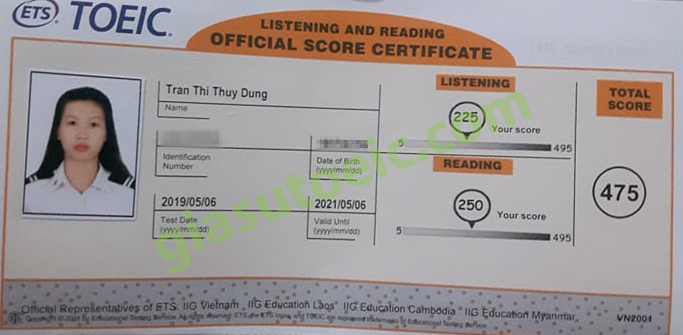 ETS TOEIC®
LISTENING AND READING
OFFICIAL SCORE CERTIFICATE
Tran Thi Thuy Dung
Name
Identification
Number
Date of Birth
(yyyy/mm/dd)
2019/05/06
Test Date
(yyyy/mm/dd)
2021/05/06
Valid Until
(yyyy/mm/dd)
LISTENING
225
Your score
5 495
READING
250
Your score
5 495
TOTAL
SCORE
475
giasutoeic.com
Official Representatives of ETS: IIG Vietnam IIG Education Laos IIG Education Cambodia IIG Education Myanmar
VN2001